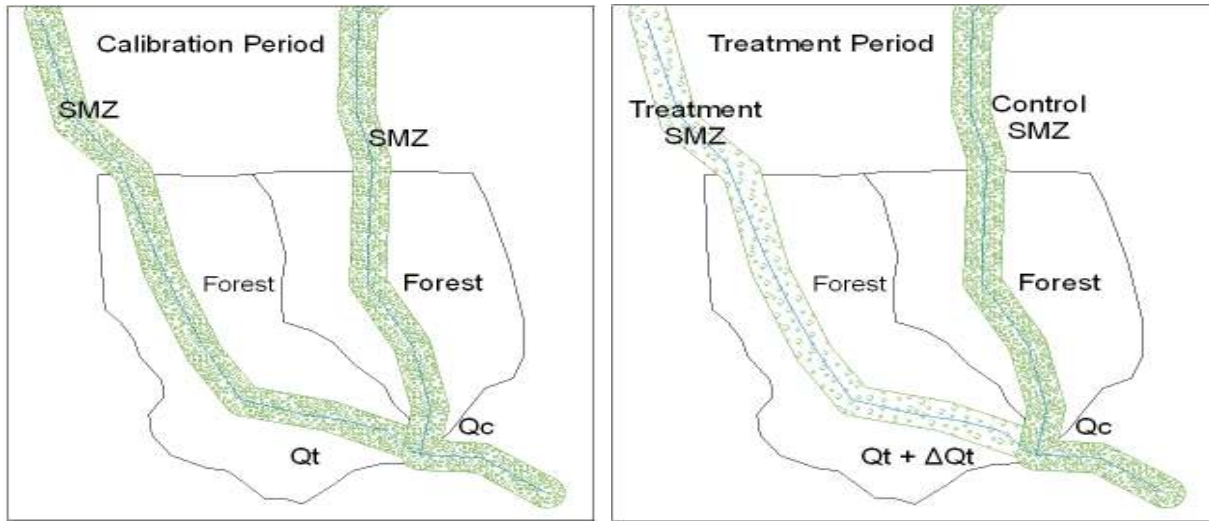 Calibration Period
SMZ
SMZ
Forest
Forest
Qc
Qt
Treatment Period
Treatment
SMZ
Control
SMZ
Forest
Forest
Qc
Qt + ΔQt